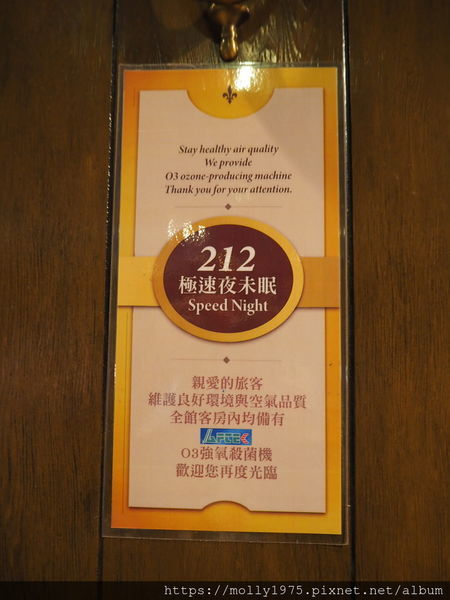 Stay healthy air quality
We provide
O3 ozone-producing machine
Thank you for your attention.
212
極速夜未眠
Speed Night
親愛的旅客
維護良好環境與空氣品質
全館客房內均備有
O3強氧殺菌機
歡迎您再度光臨
https://molly1975.pixnet.net/album